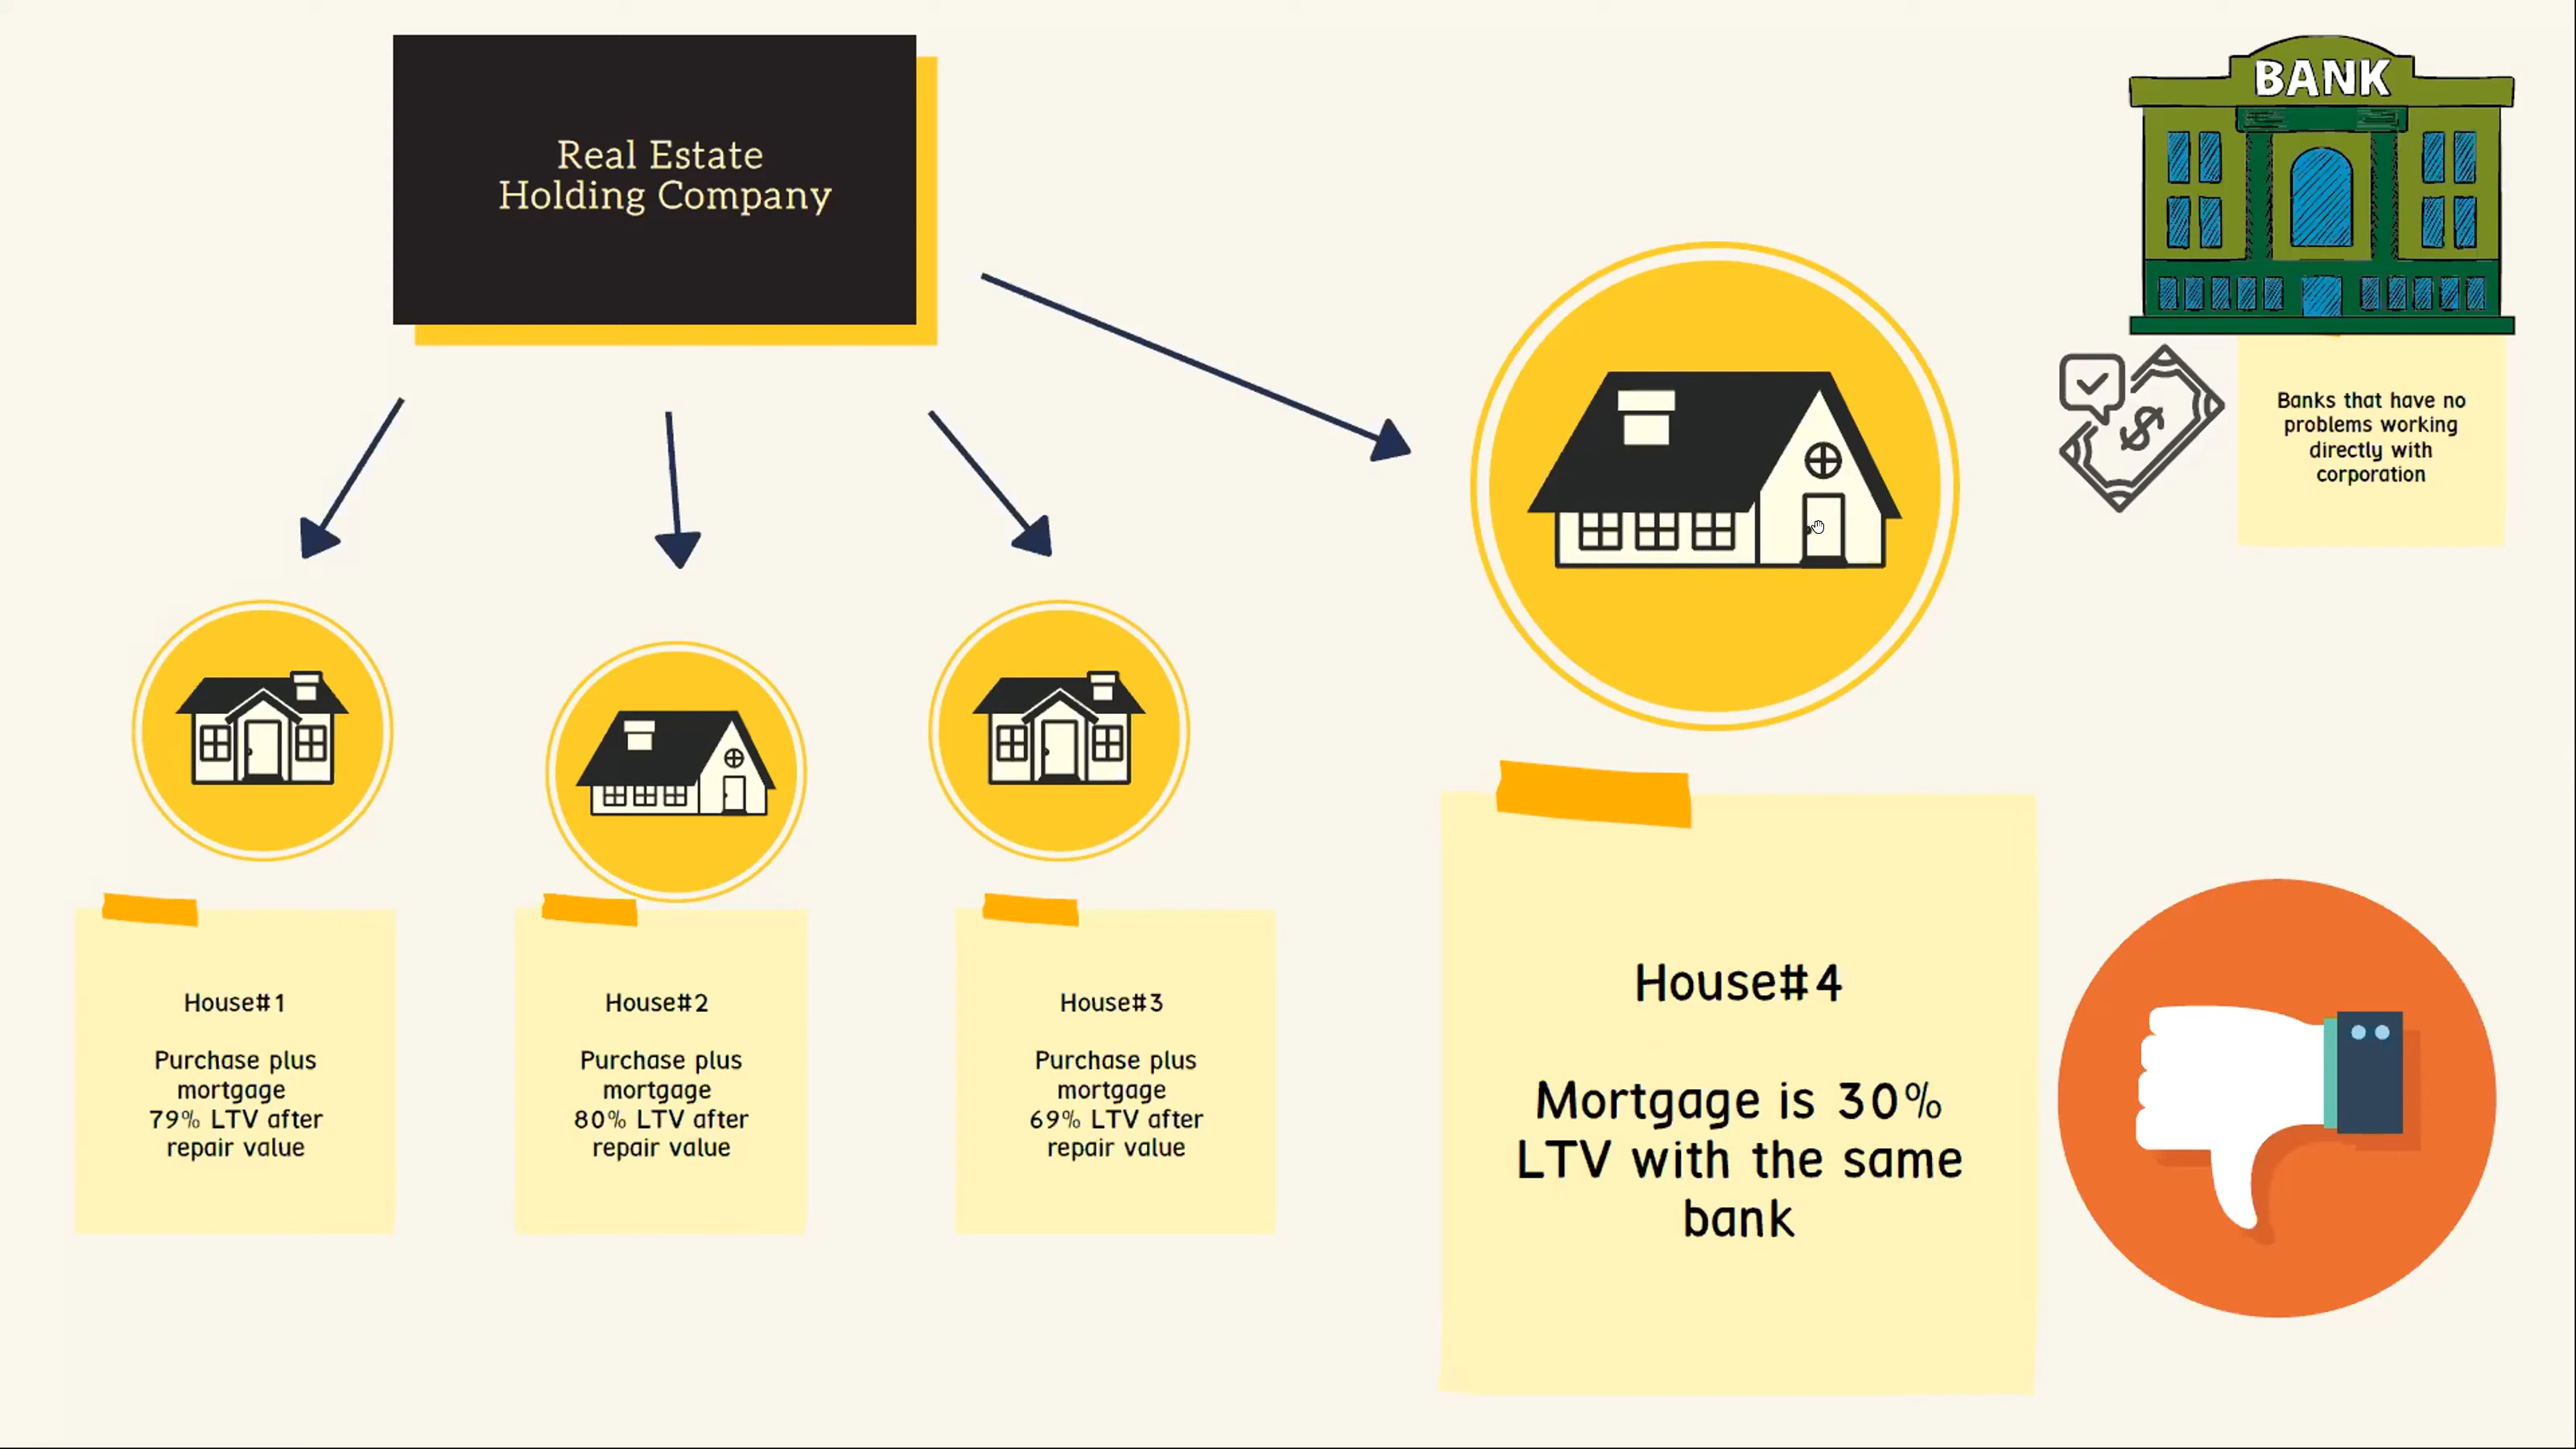 Real Estate
Holding Company
BANK
Banks that have no
problems working
directly with
corporation
House#1
Purchase plus
mortgage
79% LTV after
repair value
House#2
Purchase plus
mortgage
80% LTV after
repair value
House#3
Purchase plus
mortgage
69% LTV after
repair value
House#4
Mortgage is 30%
LTV with the same
bank